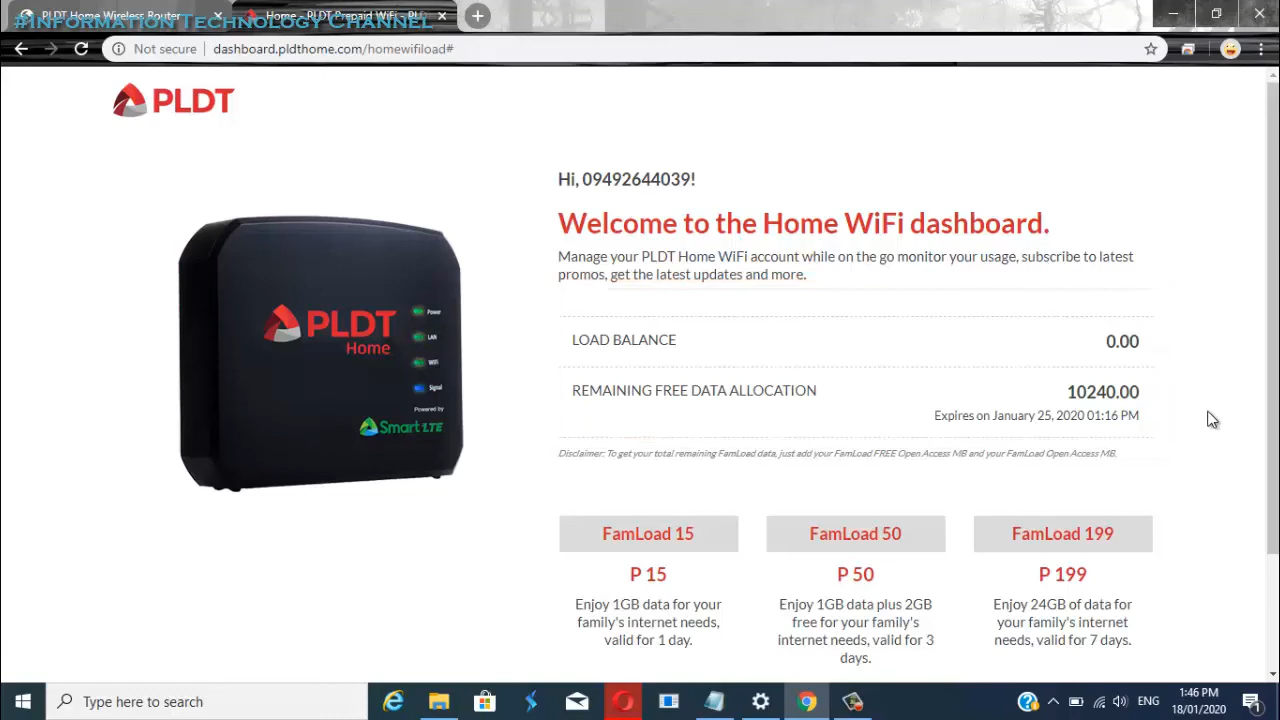 PLDT Home Wireless Router
Home - PLDT Prepaid WiFi - PLD
#Information Technology Channel
Not secure
dashboard.pldthome.com/homewifiload#
PLDT
Hi, 09492644039!
Welcome to the Home WiFi dashboard.
Manage your PLDT Home WiFi account while on the go monitor your usage, subscribe to latest
promos, get the latest updates and more.
PLDT
Home
Power
LAN
WiFi
Signal
Powered by
Smart LTE
LOAD BALANCE
0.00
REMAINING FREE DATA ALLOCATION
10240.00
Expires on January 25, 2020 01:16 PM
Disclaimer: To get your total remaining FamLoad data, just add your FamLoad FREE Open Access MB and your FamLoad Open Access MB.
FamLoad 15
P 15
Enjoy 1GB data for your
family's internet needs,
valid for 1 day.
FamLoad 50
P 50
Enjoy 1GB data plus 2GB
free for your family's
internet needs, valid for 3
days.
FamLoad 199
P 199
Enjoy 24GB of data for
your family's internet
needs, valid for 7 days.
Type here to search
ENG
1:46 PM
18/01/2020